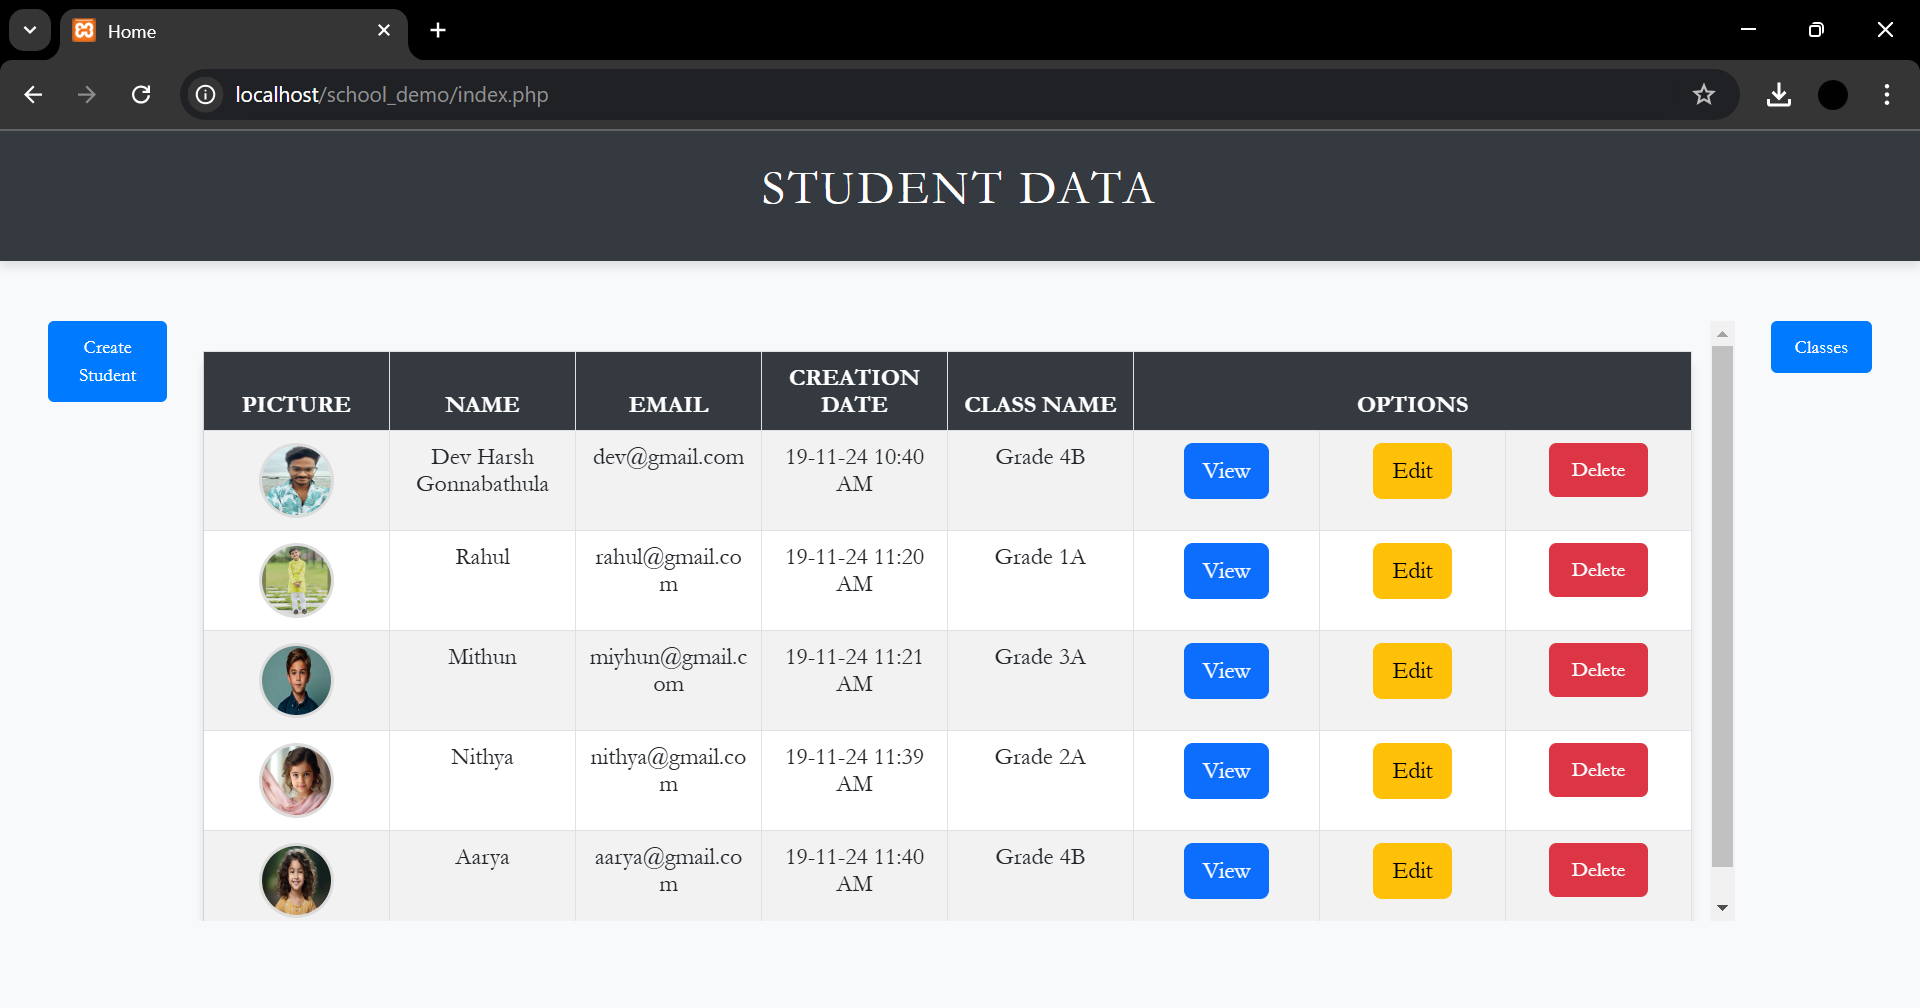 Home
localhost/school_demo/index.php
STUDENT DATA
Create
Student
Classes
PICTURE NAME EMAIL CREATION DATE CLASS NAME OPTIONS
Dev Harsh Gonnabathula dev@gmail.com 19-11-24 10:40 AM Grade 4B View Edit Delete
Rahul rahul@gmail.com 19-11-24 11:20 AM Grade 1A View Edit Delete
Mithun miyhun@gmail.com 19-11-24 11:21 AM Grade 3A View Edit Delete
Nithya nithya@gmail.com 19-11-24 11:39 AM Grade 2A View Edit Delete
Aarya aarya@gmail.com 19-11-24 11:40 AM Grade 4B View Edit Delete